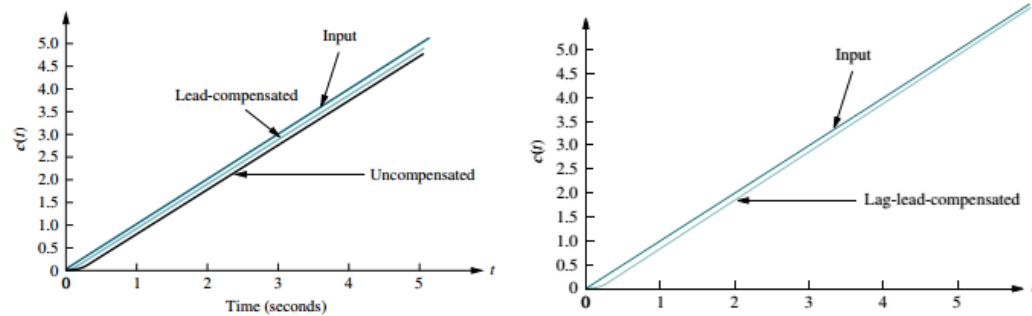 5.0
4.5
4.0
3.5
3.0
2.5
2.0
1.5
1.0
0.5
0
c(t)
Input
Lead-compensated
Uncompensated
0 1 2 3 4 5 t
Time (seconds)
5.0
4.5
4.0
3.5
3.0
2.5
2.0
1.5
1.0
0.5
0
c(t)
Input
Lag-lead-compensated
0 1 2 3 4 5